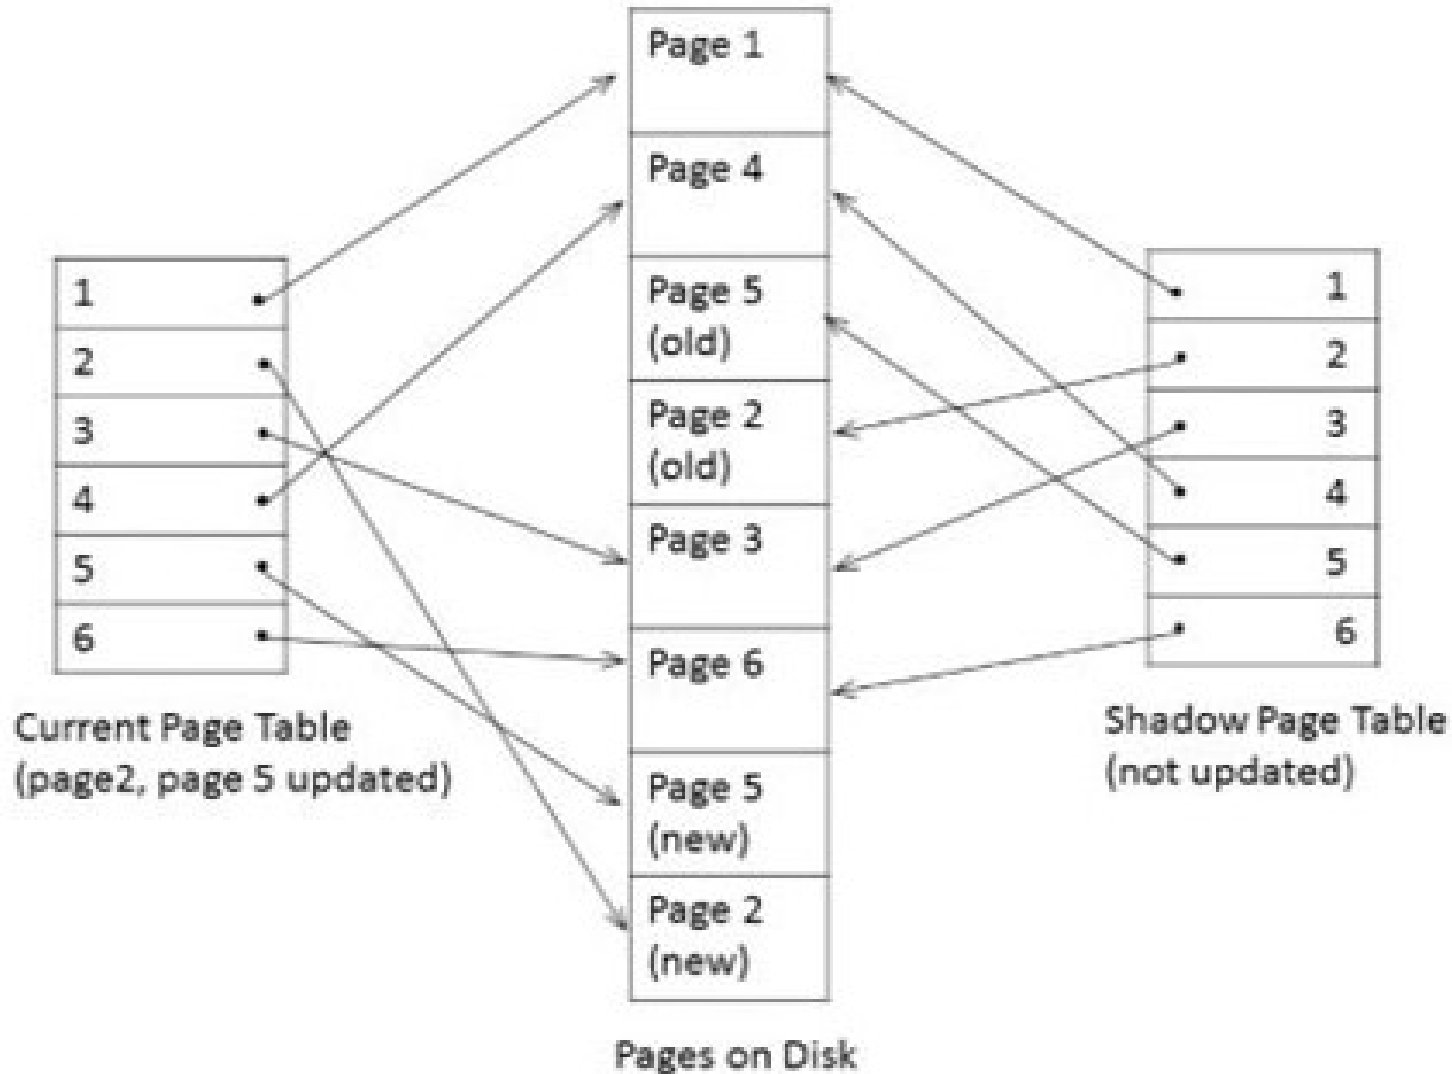 Page 1
Page 4
Page 5
(old)
Page 2
(old)
Page 3
Page 6
Page 5
(new)
Page 2
(new)
Pages on Disk
1
2
3
4
5
6
Current Page Table
(page2, page 5 updated)
1
2
3
4
5
6
Shadow Page Table
(not updated)